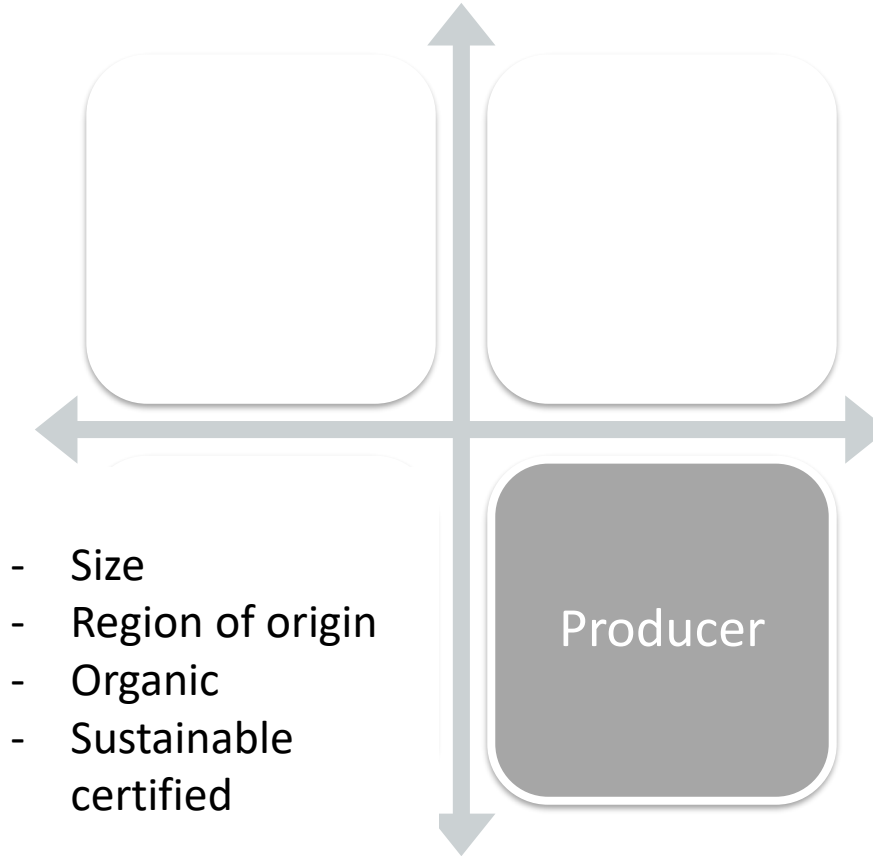 - Size
- Region of origin
- Organic
- Sustainable
certified
Producer